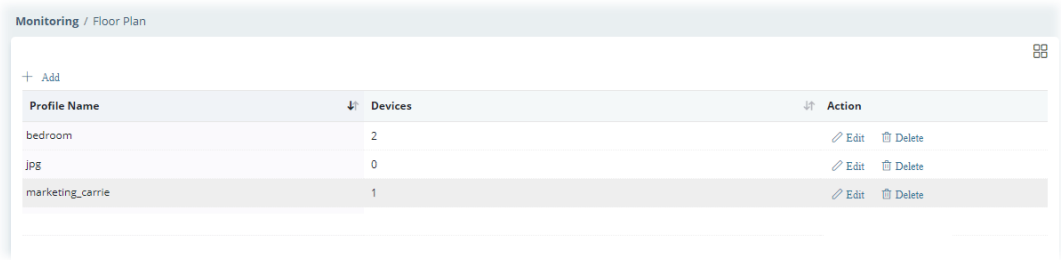 Monitoring / Floor Plan
Add
Profile Name Devices Action
bedroom 2 Edit Delete
jpg 0 Edit Delete
marketing_carrie 1 Edit Delete